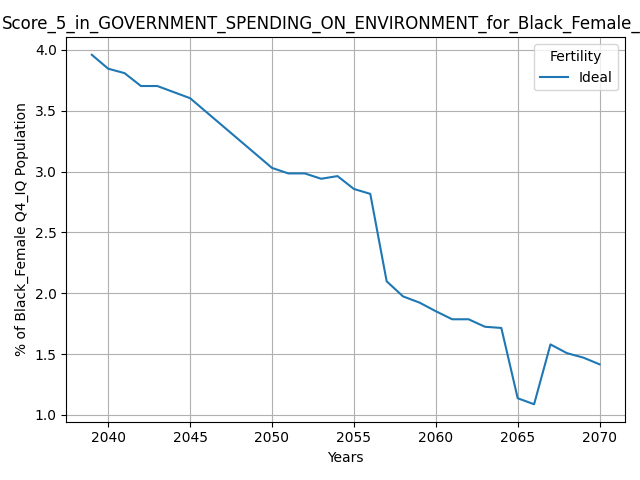 Score_5_in_GOVERNMENT_SPENDING_ON_ENVIRONMENT_for_Black_Female_
Fertility
Ideal
% of Black_Female Q4_IQ Population
4.0
3.5
3.0
2.5
2.0
1.5
1.0
2040 2045 2050 2055 2060 2065 2070
Years